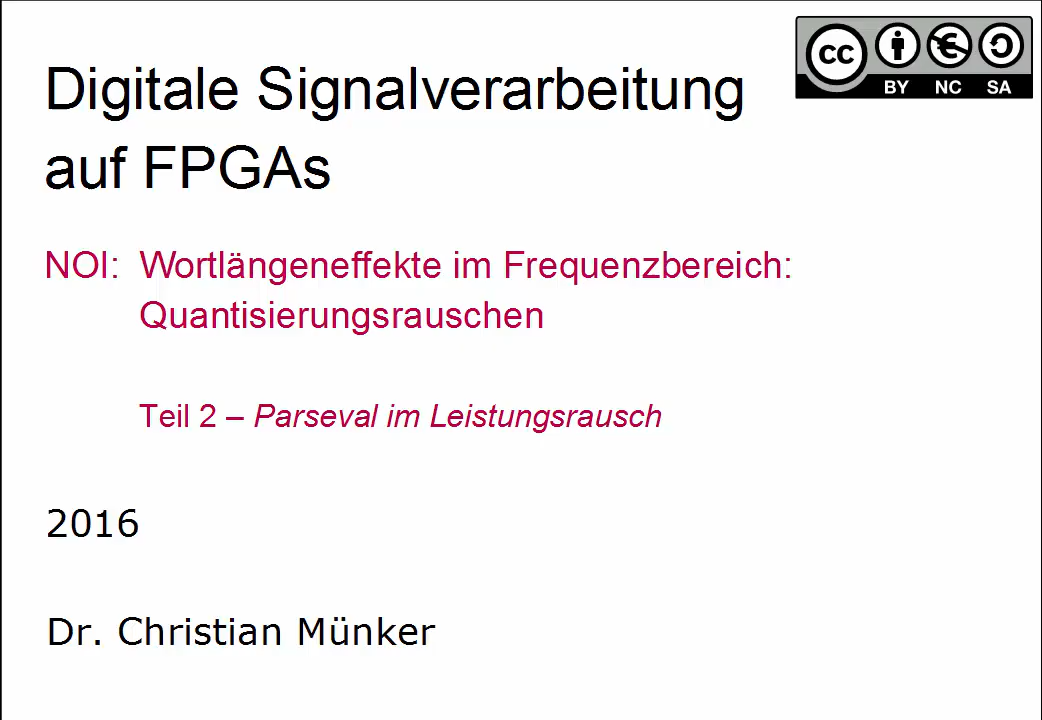 Digitale Signalverarbeitung
auf FPGAs
cc
BY NC SA
NOI: Wortlängeneffekte im Frequenzbereich:
Quantisierungsrauschen
Teil 2 – Parseval im Leistungsrausch
2016
Dr. Christian Münker